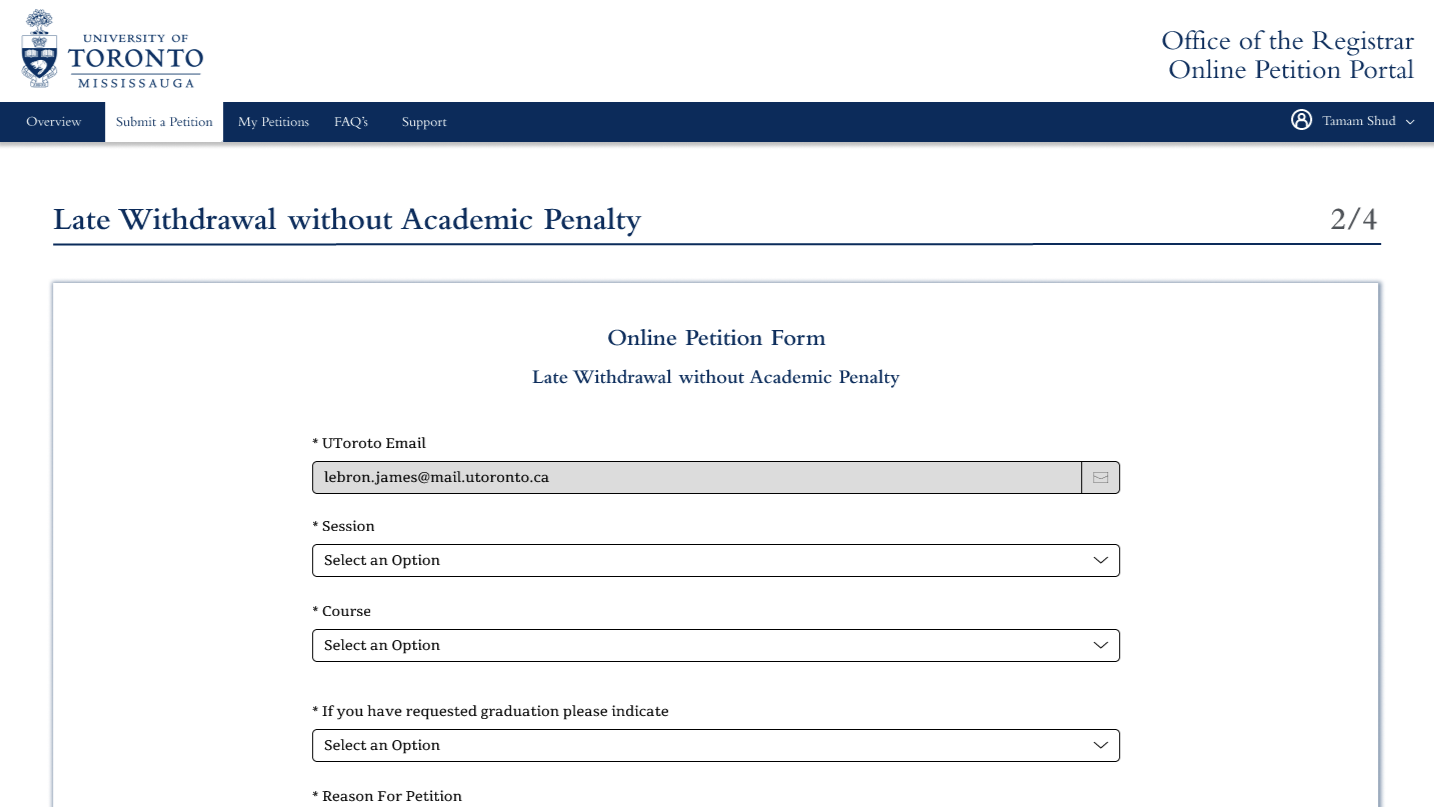 UNIVERSITY OF
TORONTO
MISSISSAUGA
Office of the Registrar
Online Petition Portal
Overview
Submit a Petition
My Petitions
FAQ's
Support
Tamam Shud
Late Withdrawal without Academic Penalty
2/4
Online Petition Form
Late Withdrawal without Academic Penalty
* UToroto Email
lebron.james@mail.utoronto.ca
* Session
Select an Option
* Course
Select an Option
* If you have requested graduation please indicate
Select an Option
* Reason For Petition